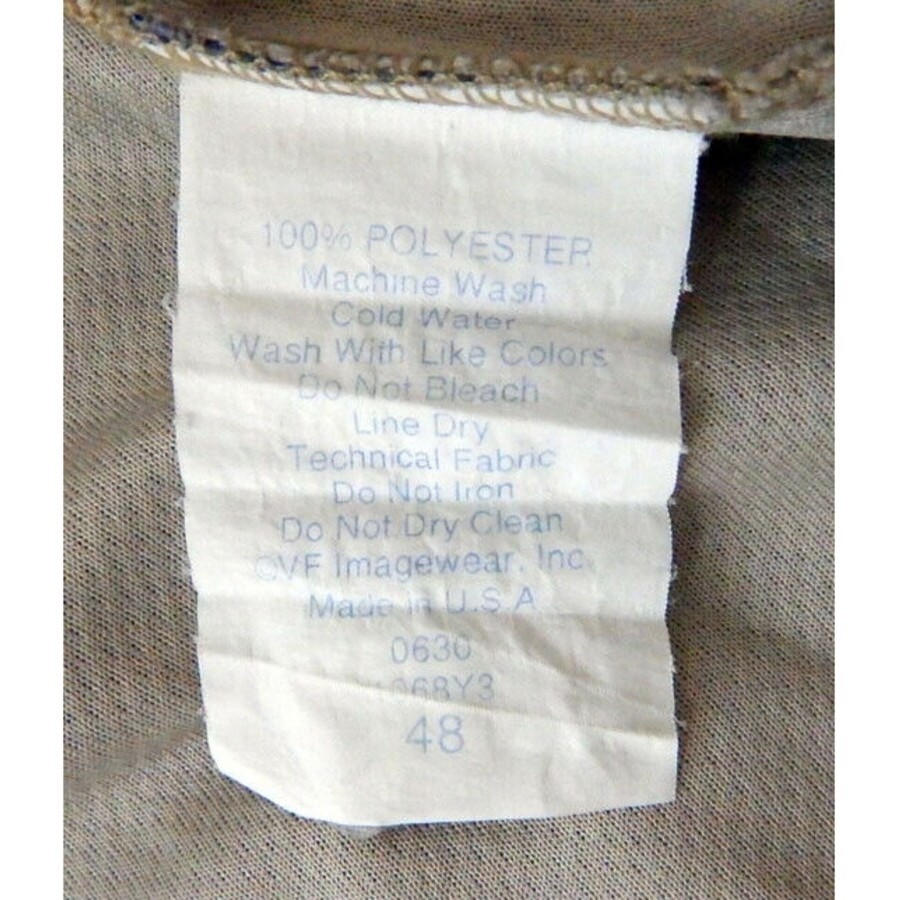 100% POLYESTER
Machine Wash
Cold Water
Wash With Like Colors
Do Not Bleach
Line Dry
Technical Fabric
Do Not Iron
Do Not Dry Clean
©VF Imagewear, Inc.
Made in U.S.A
0630
48